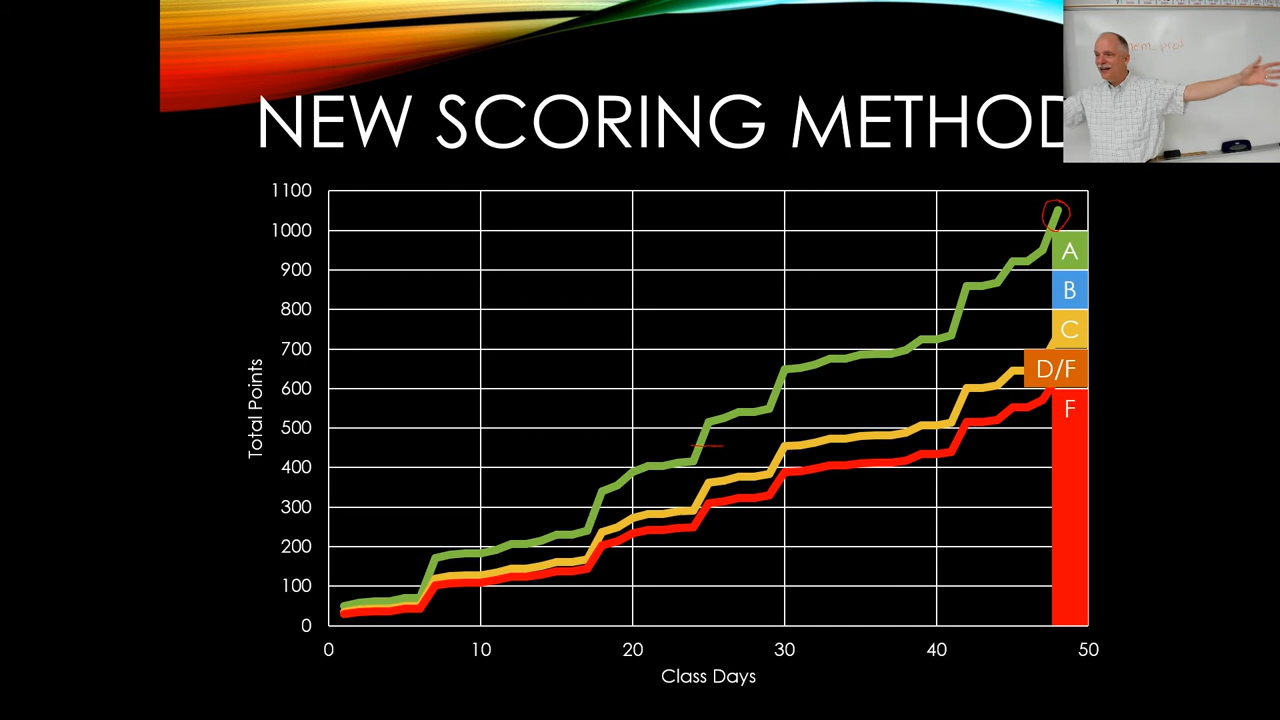 NEW SCORING METHOD
1100
1000
900
800
700
600
500
400
300
200
100
0
Total Points
A
B
C
D/F
F
0 10 20 30 40 50
Class Days